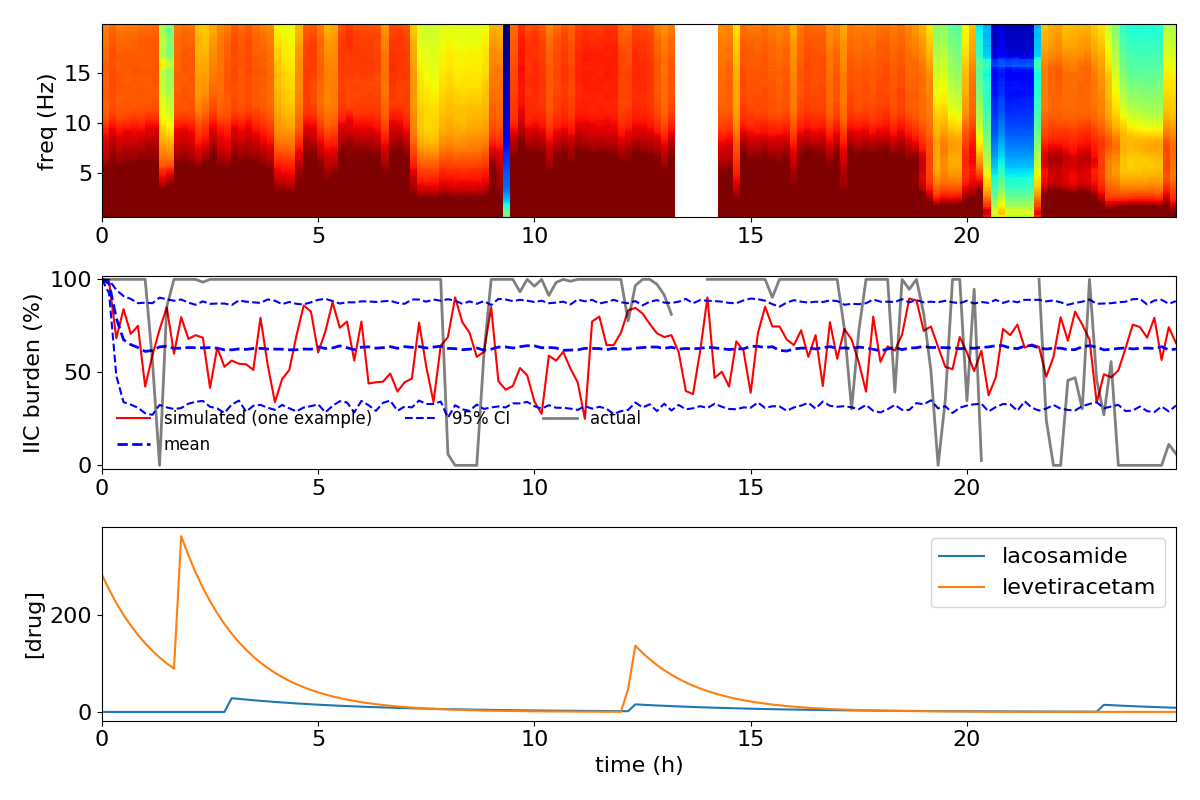 freq (Hz)
15
10
5
0 5 10 15 20
IIC burden (%)
100
50
0
simulated (one example) 95% CI actual
mean
0 5 10 15 20
[drug]
200
0
lacosamide
levetiracetam
0 5 10 15 20
time (h)